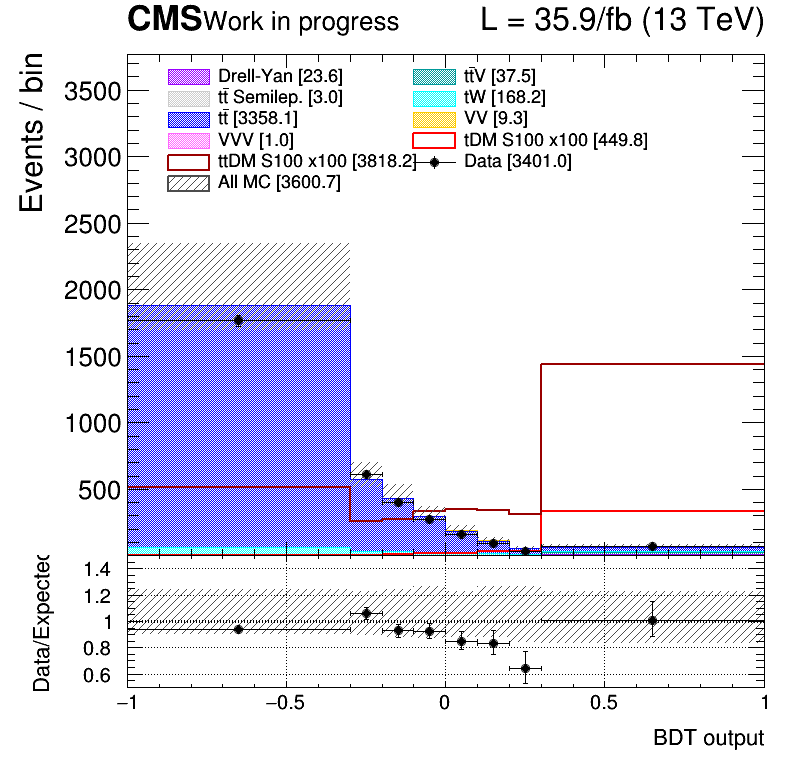 CMS Work in progress L = 35.9/fb (13 TeV)
Events / bin
3500
3000
2500
2000
1500
1000
500
Drell-Yan [23.6] tt̄V [37.5]
tt̄ Semilep. [3.0] tW [168.2]
tt̄ [3358.1] VV [9.3]
VVV [1.0] tDM S100 x100 [449.8]
ttDM S100 x100 [3818.2] Data [3401.0]
All MC [3600.7]
Data/Expected
1.4
1.2
1
0.8
0.6
−1 −0.5 0 0.5 1
BDT output